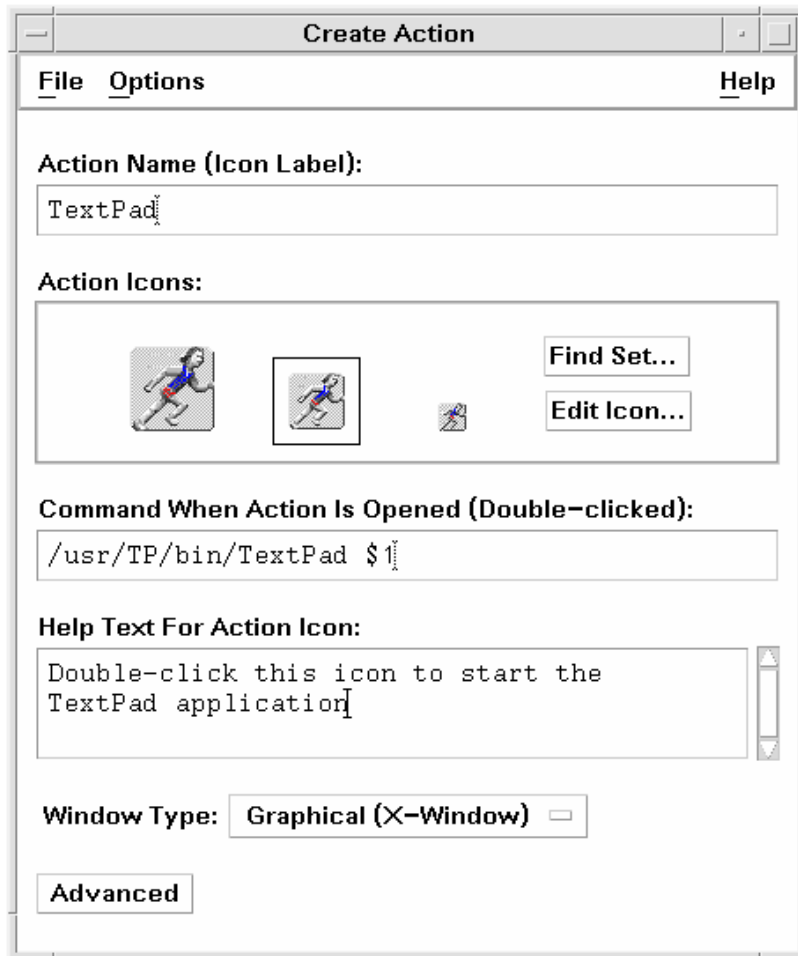 Create Action
File Options Help
Action Name (Icon Label):
TextPad
Action Icons:
Find Set...
Edit Icon...
Command When Action Is Opened (Double-clicked):
/usr/TP/bin/TextPad $1
Help Text For Action Icon:
Double-click this icon to start the
TextPad application
Window Type: Graphical (X-Window)
Advanced